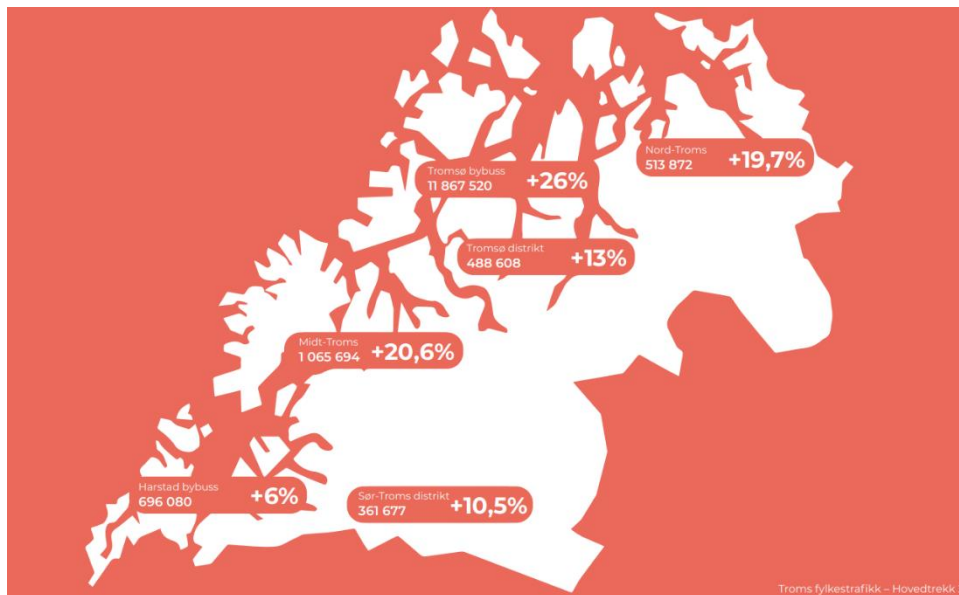 Nord-Troms
513 872
+19,7%
Tromsø bybuss
11 867 520
+26%
Tromsø distrikt
488 608
+13%
Midt-Troms
1 065 694
+20,6%
Harstad bybuss
696 080
+6%
Sør-Troms distrikt
361 677
+10,5%
Troms fylkestrafikk – Hovedtrekk